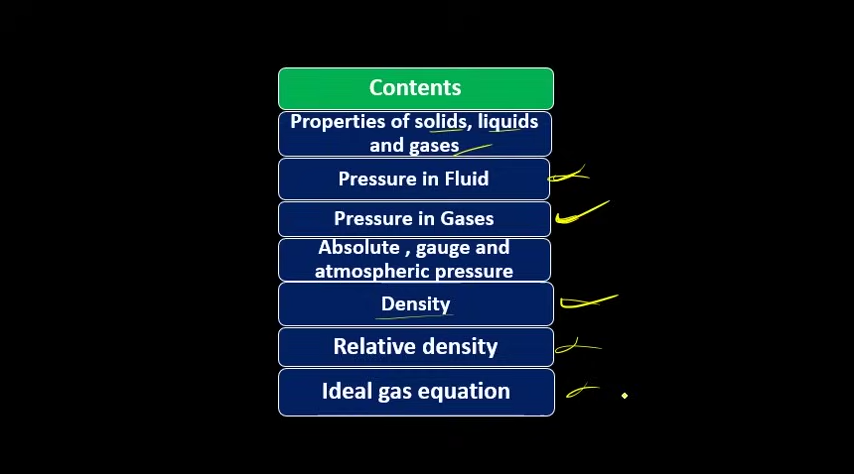 Contents
Properties of solids, liquids
and gases
Pressure in Fluid
Pressure in Gases
Absolute , gauge and
atmospheric pressure
Density
Relative density
Ideal gas equation